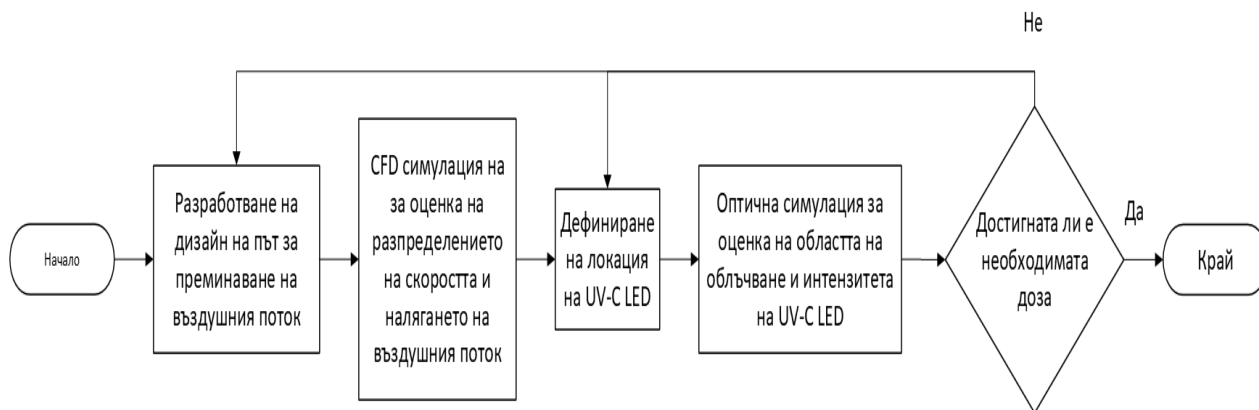 Не
Начало
Разработване на
дизайн на път за
преминаване на
въздушния поток
CFD симулация на
за оценка на
разпределението
на скоростта и
налягането на
въздушния поток
Дефиниране
на локация
на UV-C LED
Оптична симулация за
оценка на областта на
облъчване и интензитета
на UV-C LED
Достигната ли е
необходимата
доза
Да
Край